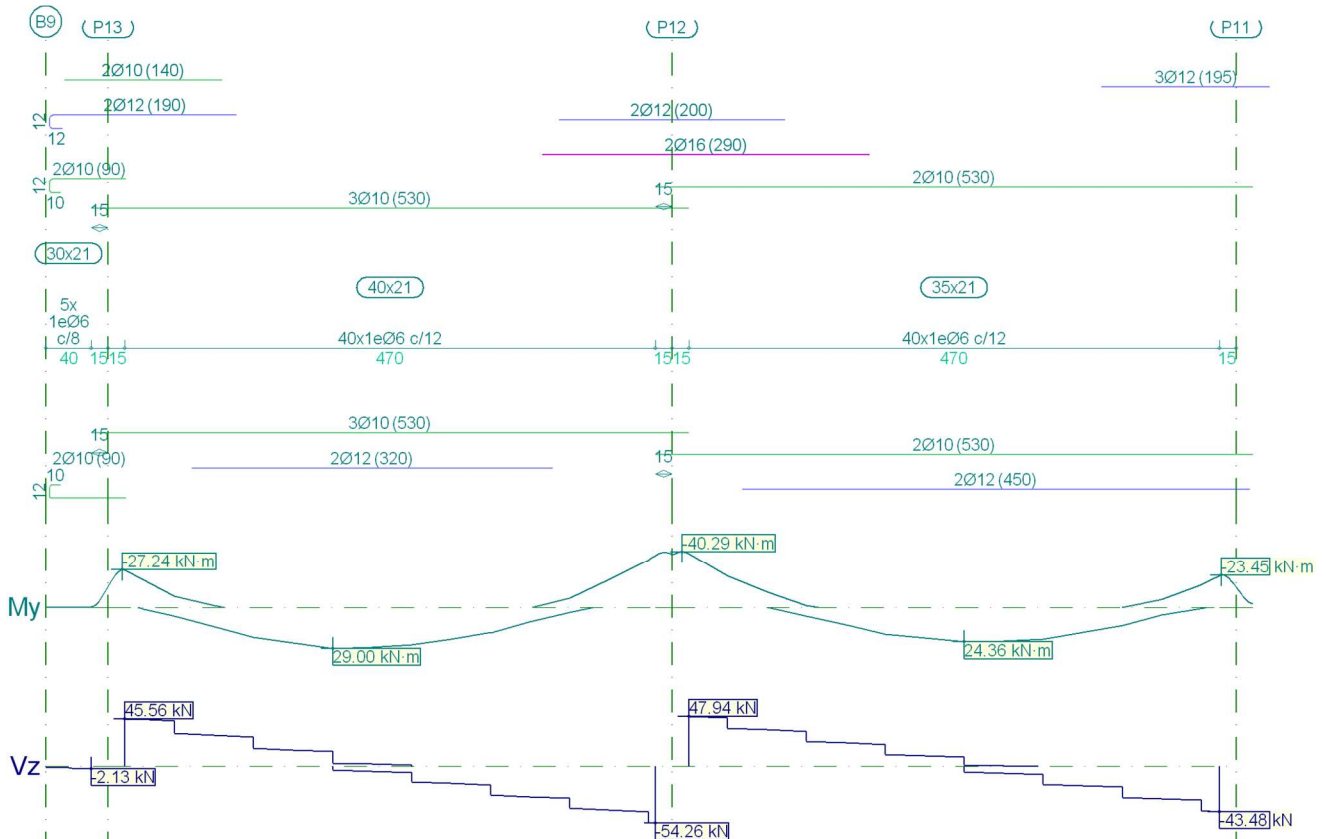 B9 P13 P12 P11
2Ø10 (140)
3Ø12 (195)
2Ø12 (190)
12
12
2Ø12 (200)
2Ø16 (290)
2Ø10 (90)
12
10
2Ø10 (530)
15
3Ø10 (530)
15
30x21
40x21
35x21
5x
1eØ6
c/8
40x1eØ6 c/12
40x1eØ6 c/12
40 15 15 470 15 15 470 15
3Ø10 (530)
15
2Ø10 (530)
15
2Ø10 (90)
10
12
2Ø12 (320)
2Ø12 (450)
-40.29 kN·m
-27.24 kN·m
-23.45 kN·m
My
29.00 kN·m
24.36 kN·m
45.56 kN
47.94 kN
Vz
-2.13 kN
-54.26 kN
-43.48 kN